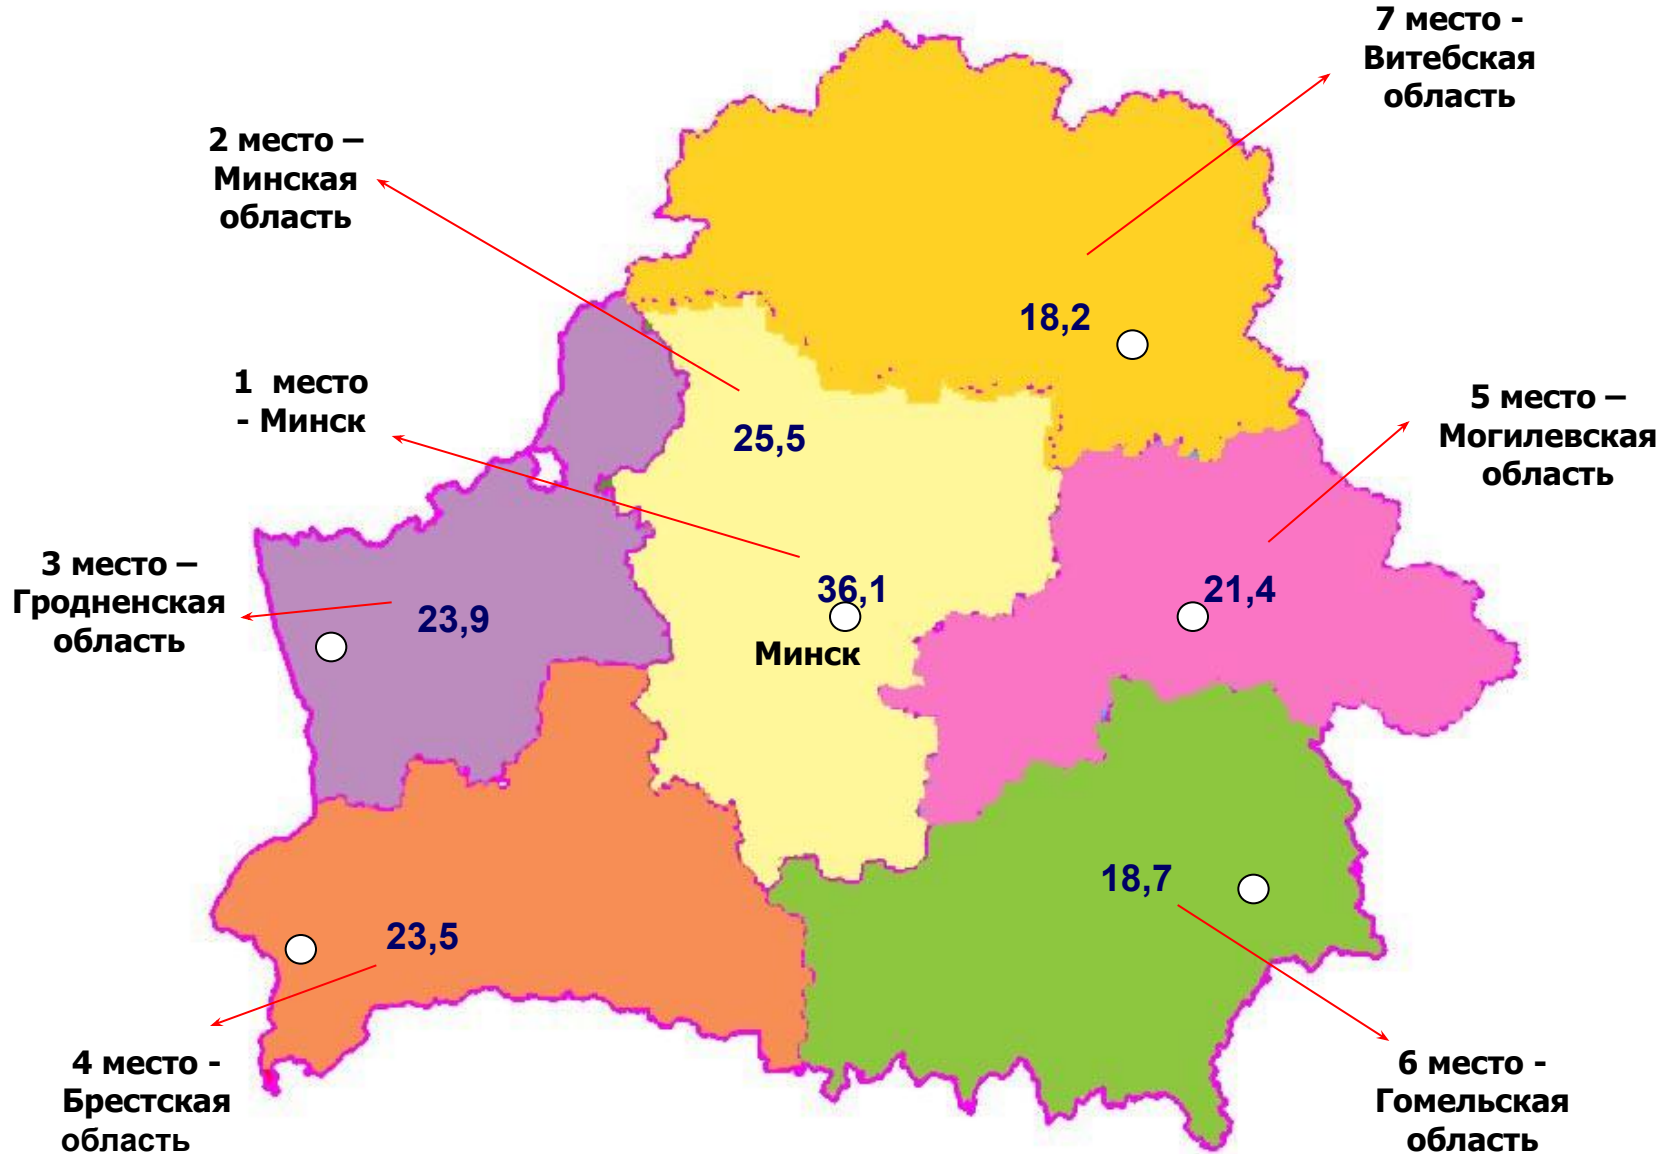 7 место -
Витебская
область
2 место –
Минская
область
18,2
1 место
- Минск
25,5
5 место –
Могилевская
область
3 место –
Гродненская
область
23,9
36,1
Минск
21,4
18,7
23,5
4 место -
Брестская
область
6 место -
Гомельская
область